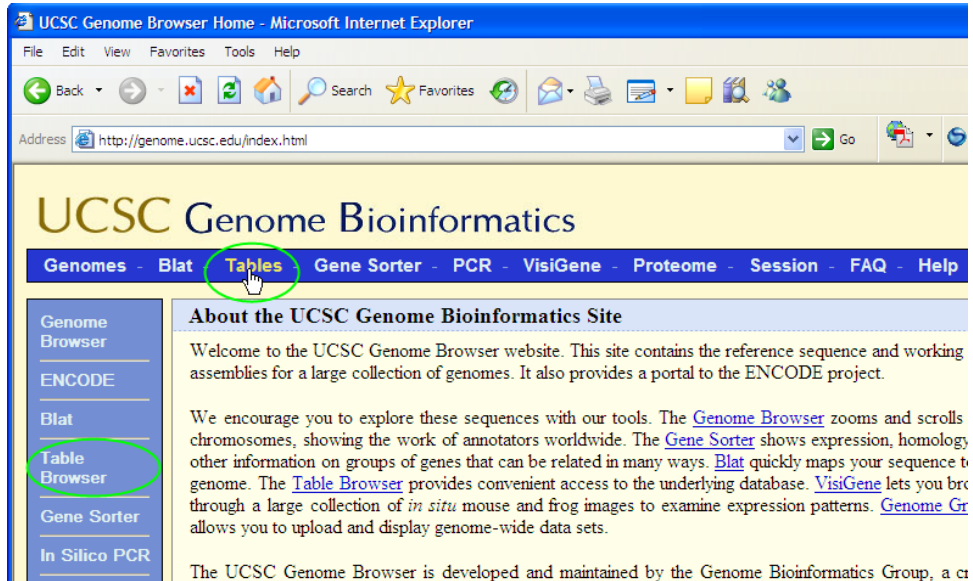 UCSC Genome Browser Home - Microsoft Internet Explorer
File Edit View Favorites Tools Help
Back Search Favorites
Address http://genome.ucsc.edu/index.html Go
UCSC Genome Bioinformatics
Genomes - Blat - Tables - Gene Sorter - PCR - VisiGene - Proteome - Session - FAQ - Help
Genome
Browser
ENCODE
Blat
Table
Browser
Gene Sorter
In Silico PCR
About the UCSC Genome Bioinformatics Site
Welcome to the UCSC Genome Browser website. This site contains the reference sequence and working
assemblies for a large collection of genomes. It also provides a portal to the ENCODE project.
We encourage you to explore these sequences with our tools. The Genome Browser zooms and scrolls
chromosomes, showing the work of annotators worldwide. The Gene Sorter shows expression, homology
other information on groups of genes that can be related in many ways. Blat quickly maps your sequence t
genome. The Table Browser provides convenient access to the underlying database. VisiGene lets you bro
through a large collection of in situ mouse and frog images to examine expression patterns. Genome Gr
allows you to upload and display genome-wide data sets.
The UCSC Genome Browser is developed and maintained by the Genome Bioinformatics Group, a cr